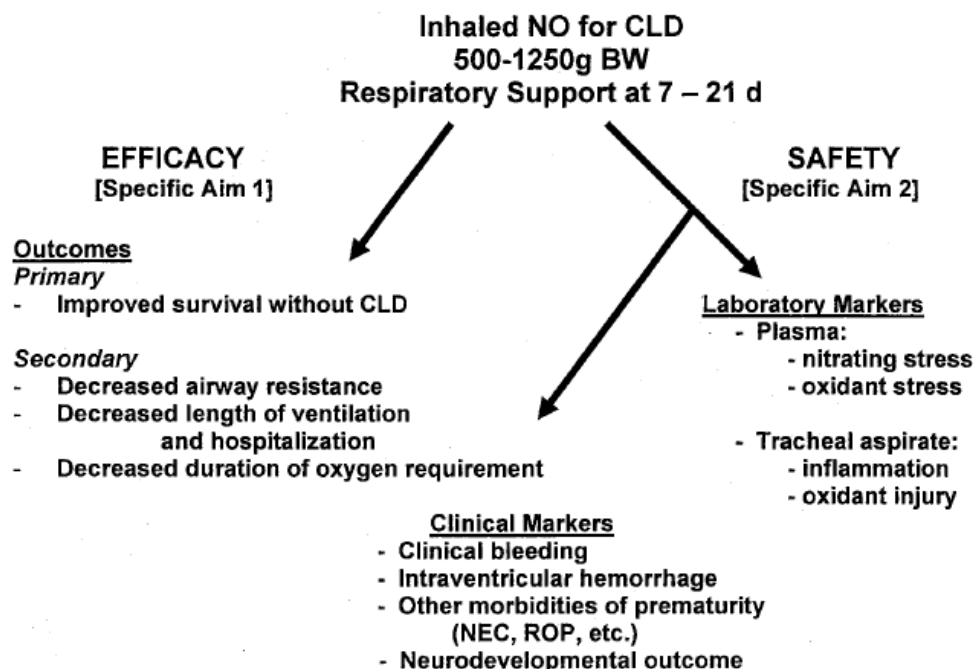 Inhaled NO for CLD
500-1250g BW
Respiratory Support at 7 – 21 d
EFFICACY
[Specific Aim 1]
SAFETY
[Specific Aim 2]
Outcomes
Primary
- Improved survival without CLD
Secondary
- Decreased airway resistance
- Decreased length of ventilation
and hospitalization
- Decreased duration of oxygen requirement
Laboratory Markers
- Plasma:
- nitrating stress
- oxidant stress
- Tracheal aspirate:
- inflammation
- oxidant injury
Clinical Markers
- Clinical bleeding
- Intraventricular hemorrhage
- Other morbidities of prematurity
(NEC, ROP, etc.)
- Neurodevelopmental outcome